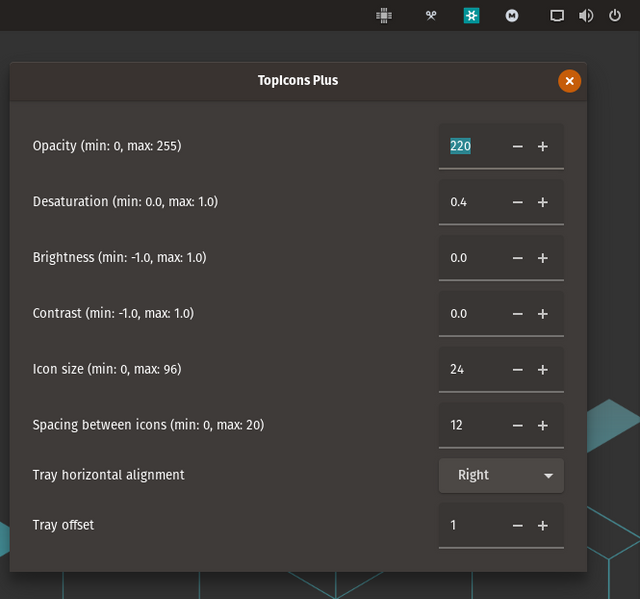 TopIcons Plus
Opacity (min: 0, max: 255) 220
Desaturation (min: 0.0, max: 1.0) 0.4
Brightness (min: -1.0, max: 1.0) 0.0
Contrast (min: -1.0, max: 1.0) 0.0
Icon size (min: 0, max: 96) 24
Spacing between icons (min: 0, max: 20) 12
Tray horizontal alignment Right
Tray offset 1